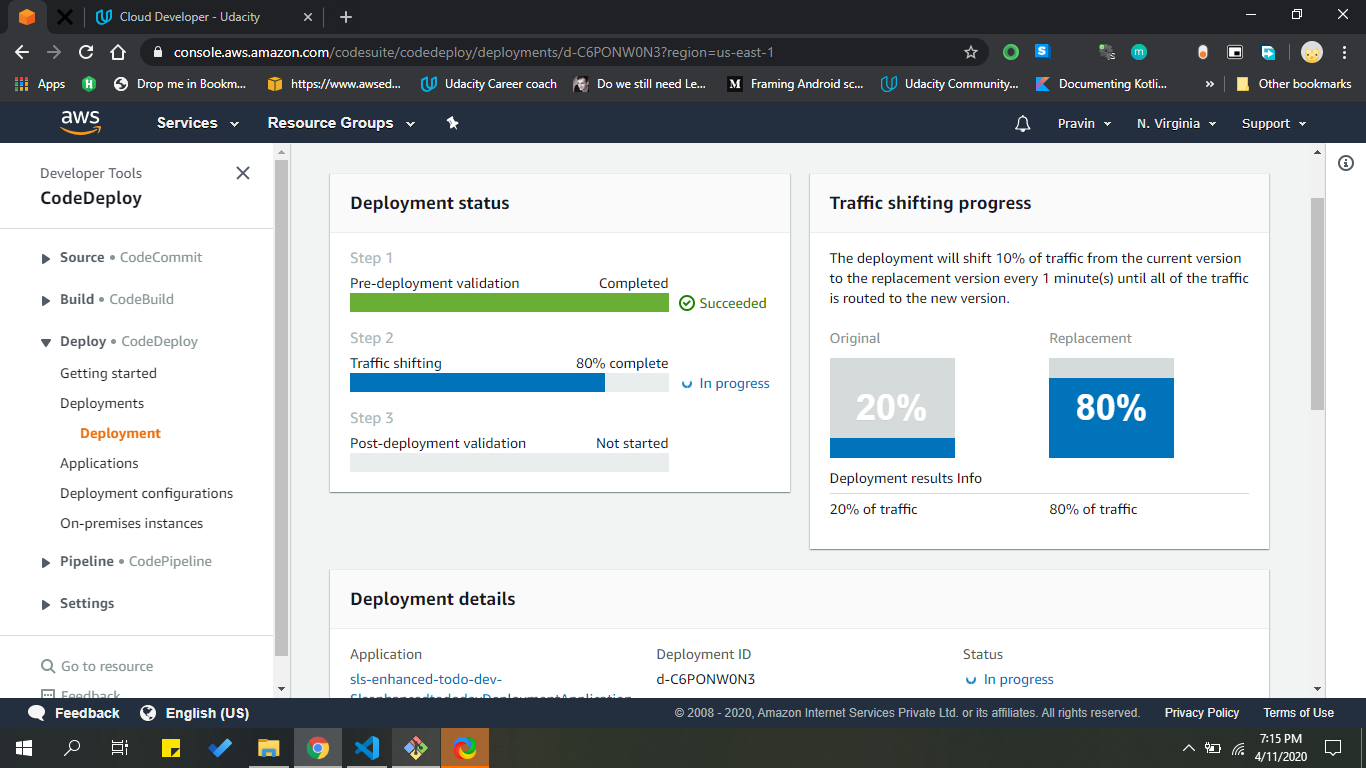 Cloud Developer - Udacity
console.aws.amazon.com/codesuite/codedeploy/deployments/d-C6PONW0N3?region=us-east-1
Apps
Drop me in Bookm...
https://www.awsed...
Udacity Career coach
Do we still need Le...
Framing Android sc...
Udacity Community...
Documenting Kotli...
»
Other bookmarks
aws
Services
Resource Groups
Pravin
N. Virginia
Support
Developer Tools
CodeDeploy
Source • CodeCommit
Build • CodeBuild
Deploy • CodeDeploy
Getting started
Deployments
Deployment
Applications
Deployment configurations
On-premises instances
Pipeline • CodePipeline
Settings
Go to resource
Feedback
Deployment status
Step 1
Pre-deployment validation
Completed
Succeeded
Step 2
Traffic shifting
80% complete
In progress
Step 3
Post-deployment validation
Not started
Traffic shifting progress
The deployment will shift 10% of traffic from the current version
to the replacement version every 1 minute(s) until all of the traffic
is routed to the new version.
Original
Replacement
20%
80%
Deployment results Info
20% of traffic
80% of traffic
Deployment details
Application
sls-enhanced-todo-dev-
Deployment ID
d-C6PONW0N3
Status
In progress
Feedback
English (US)
© 2008 - 2020, Amazon Internet Services Private Ltd. or its affiliates. All rights reserved.
Privacy Policy
Terms of Use
7:15 PM
4/11/2020